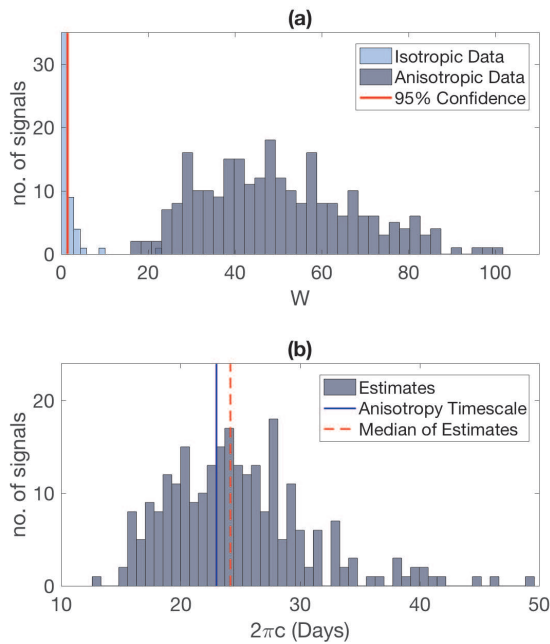 (a)
30
20
10
0
no. of signals
Isotropic Data
Anisotropic Data
95% Confidence
0 20 40 60 80 100
W
(b)
20
10
0
no. of signals
Estimates
Anisotropy Timescale
Median of Estimates
10 20 30 40 50
2πc (Days)